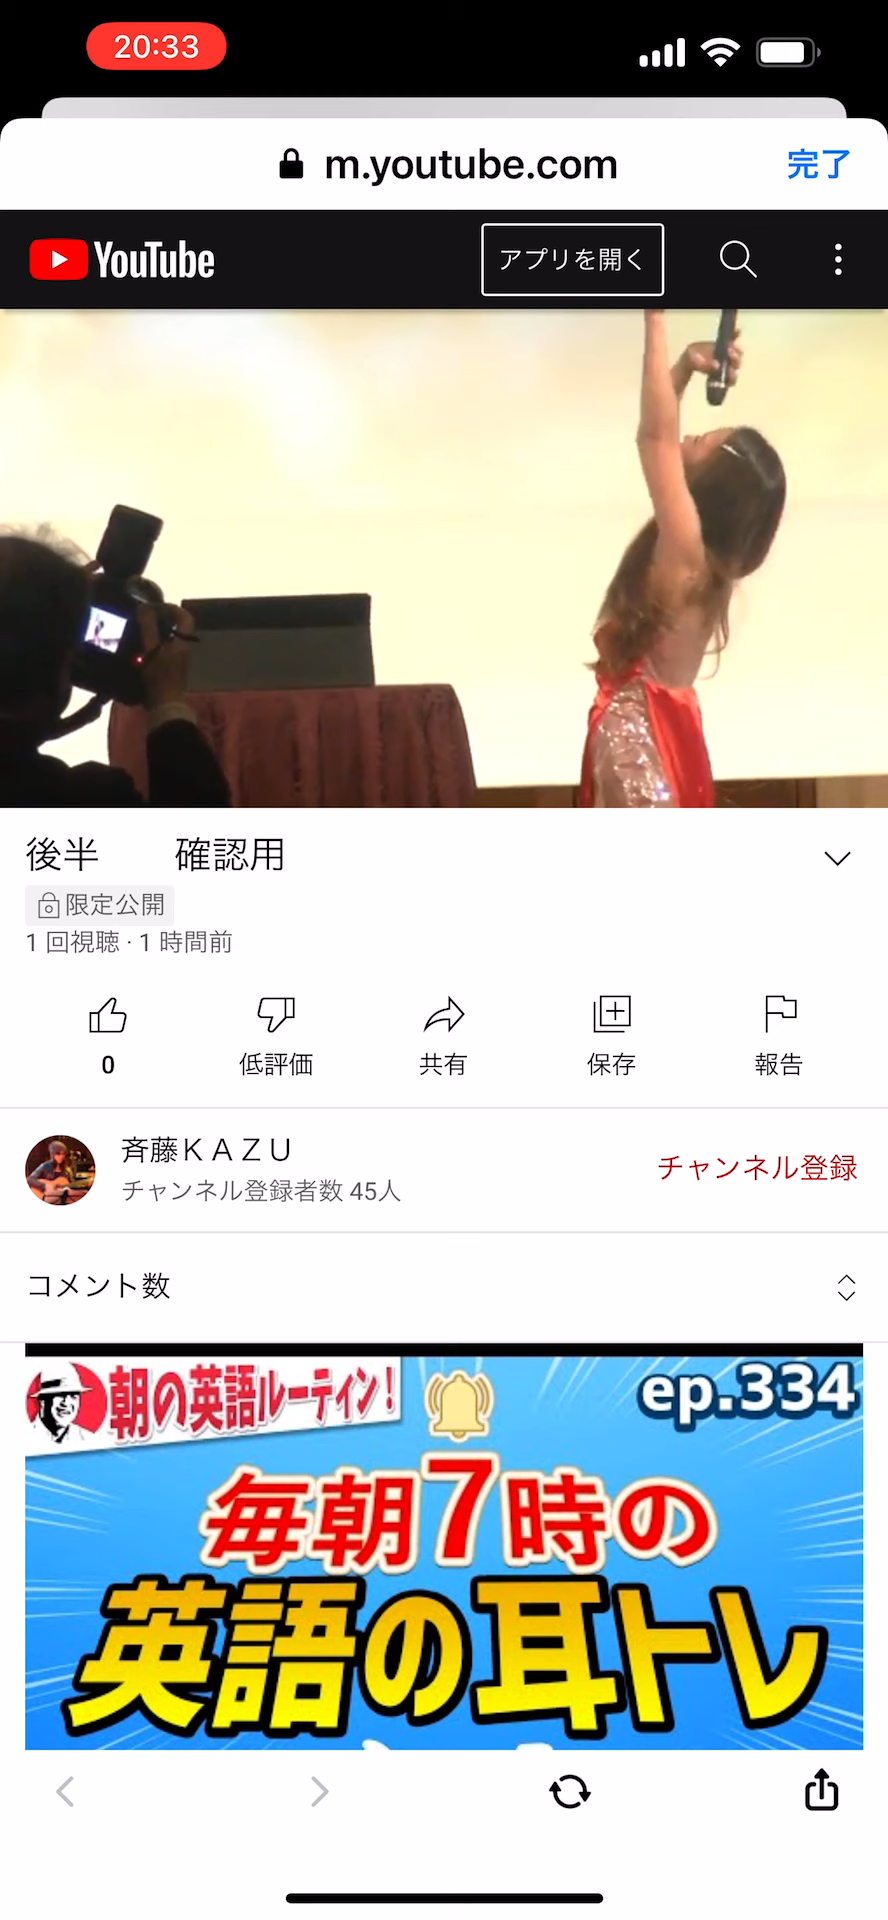 20:33
m.youtube.com
完了
YouTube
アプリを開く
後半　　確認用
限定公開
1 回視聴 · 1 時間前
0
低評価
共有
保存
報告
斉藤ＫＡＺＵ
チャンネル登録者数 45人
チャンネル登録
コメント数
朝の英語ルーティン！
ep.334
毎朝7時の
英語の耳トレ